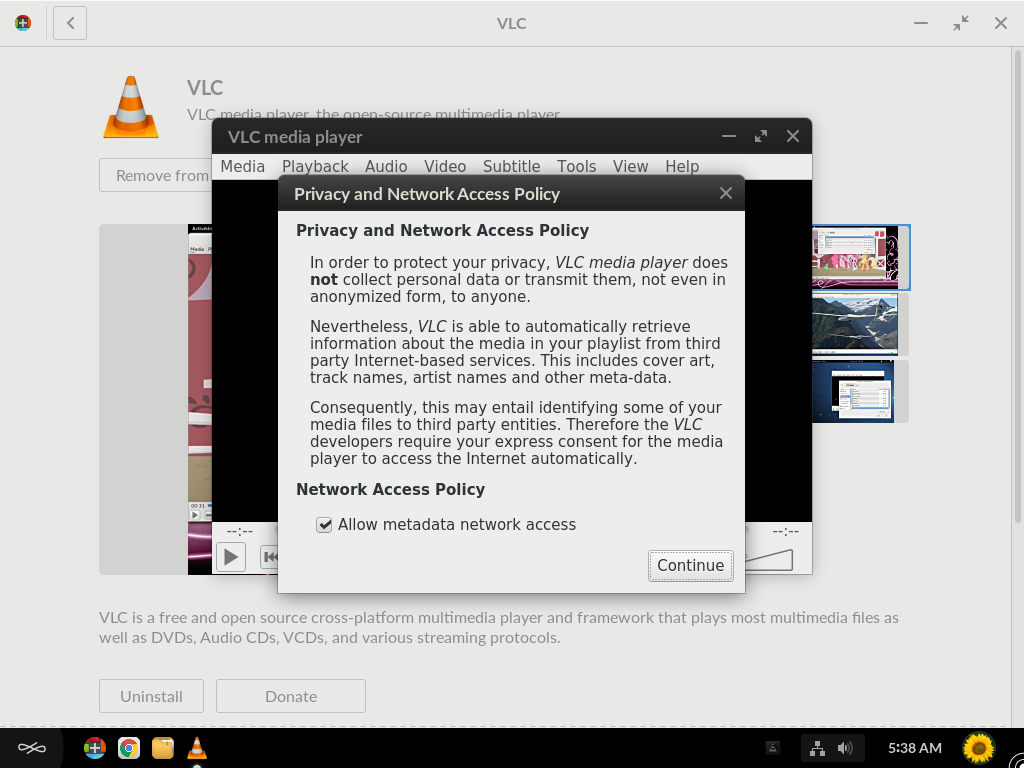 VLC
VLC
VLC media player, the open-source multimedia player
Remove from
VLC media player
Media Playback Audio Video Subtitle Tools View Help
Privacy and Network Access Policy
Privacy and Network Access Policy
In order to protect your privacy, VLC media player does
not collect personal data or transmit them, not even in
anonymized form, to anyone.
Nevertheless, VLC is able to automatically retrieve
information about the media in your playlist from third
party Internet-based services. This includes cover art,
track names, artist names and other meta-data.
Consequently, this may entail identifying some of your
media files to third party entities. Therefore the VLC
developers require your express consent for the media
player to access the Internet automatically.
Network Access Policy
Allow metadata network access
Continue
--:-- --:--
Activités
Media
00:31
VLC is a free and open source cross-platform multimedia player and framework that plays most multimedia files as
well as DVDs, Audio CDs, VCDs, and various streaming protocols.
Uninstall Donate
5:38 AM